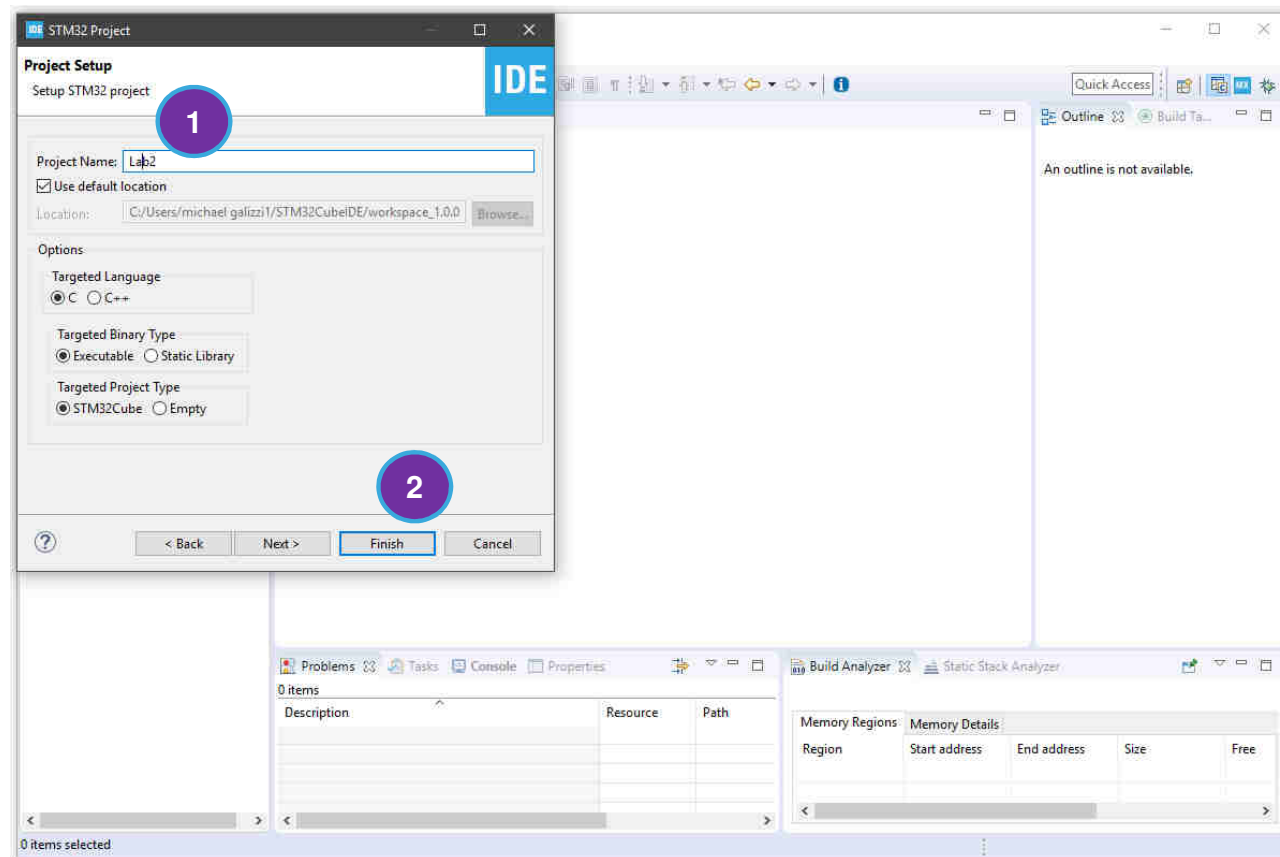 IDE STM32 Project
Project Setup
Setup STM32 project
IDE
1
Project Name: Lab2
Use default location
Location: C:/Users/michael galizzi1/STM32CubeIDE/workspace_1.0.0 Browse...
Options
Targeted Language
C C++
Targeted Binary Type
Executable Static Library
Targeted Project Type
STM32Cube Empty
2
? < Back Next > Finish Cancel
Quick Access
Outline Build Ta...
An outline is not available.
Problems Tasks Console Properties
0 items
Description Resource Path
Build Analyzer Static Stack Analyzer
Memory Regions Memory Details
Region Start address End address Size Free
0 items selected